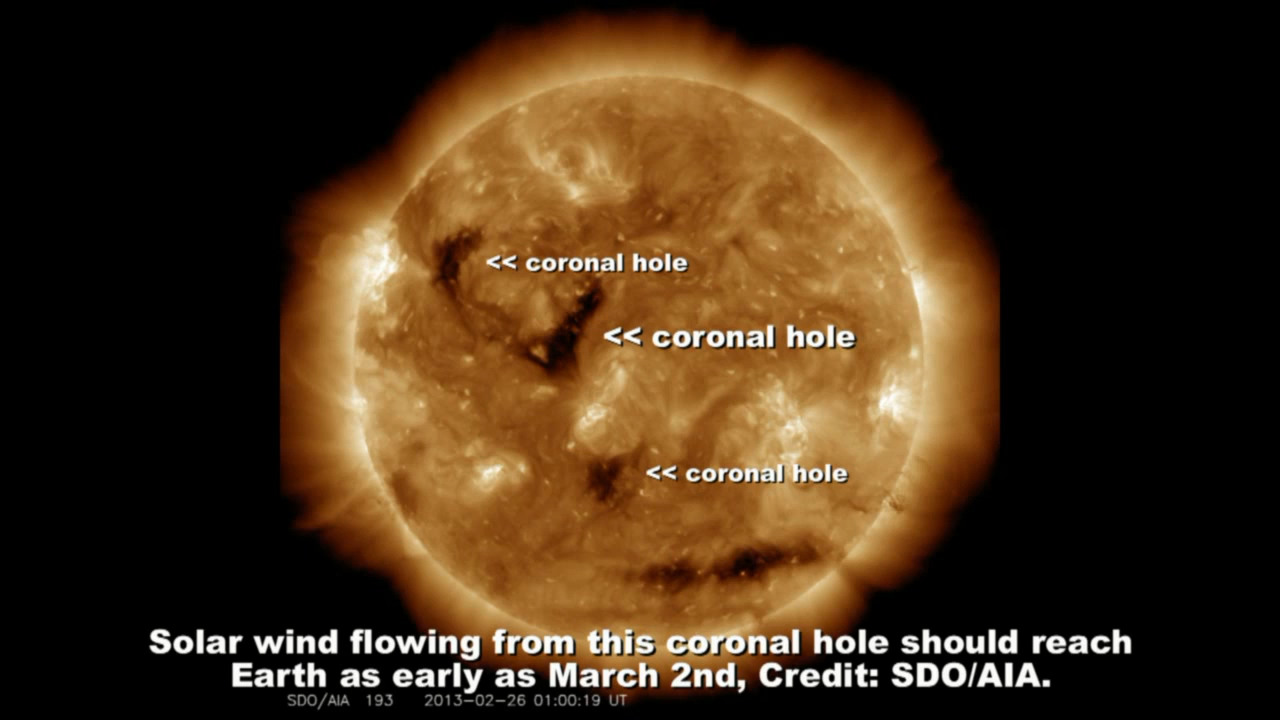 << coronal hole
<< coronal hole
<< coronal hole
Solar wind flowing from this coronal hole should reach
Earth as early as March 2nd, Credit: SDO/AIA.
SDO/AIA 193 2013-02-26 01:00:19 UT